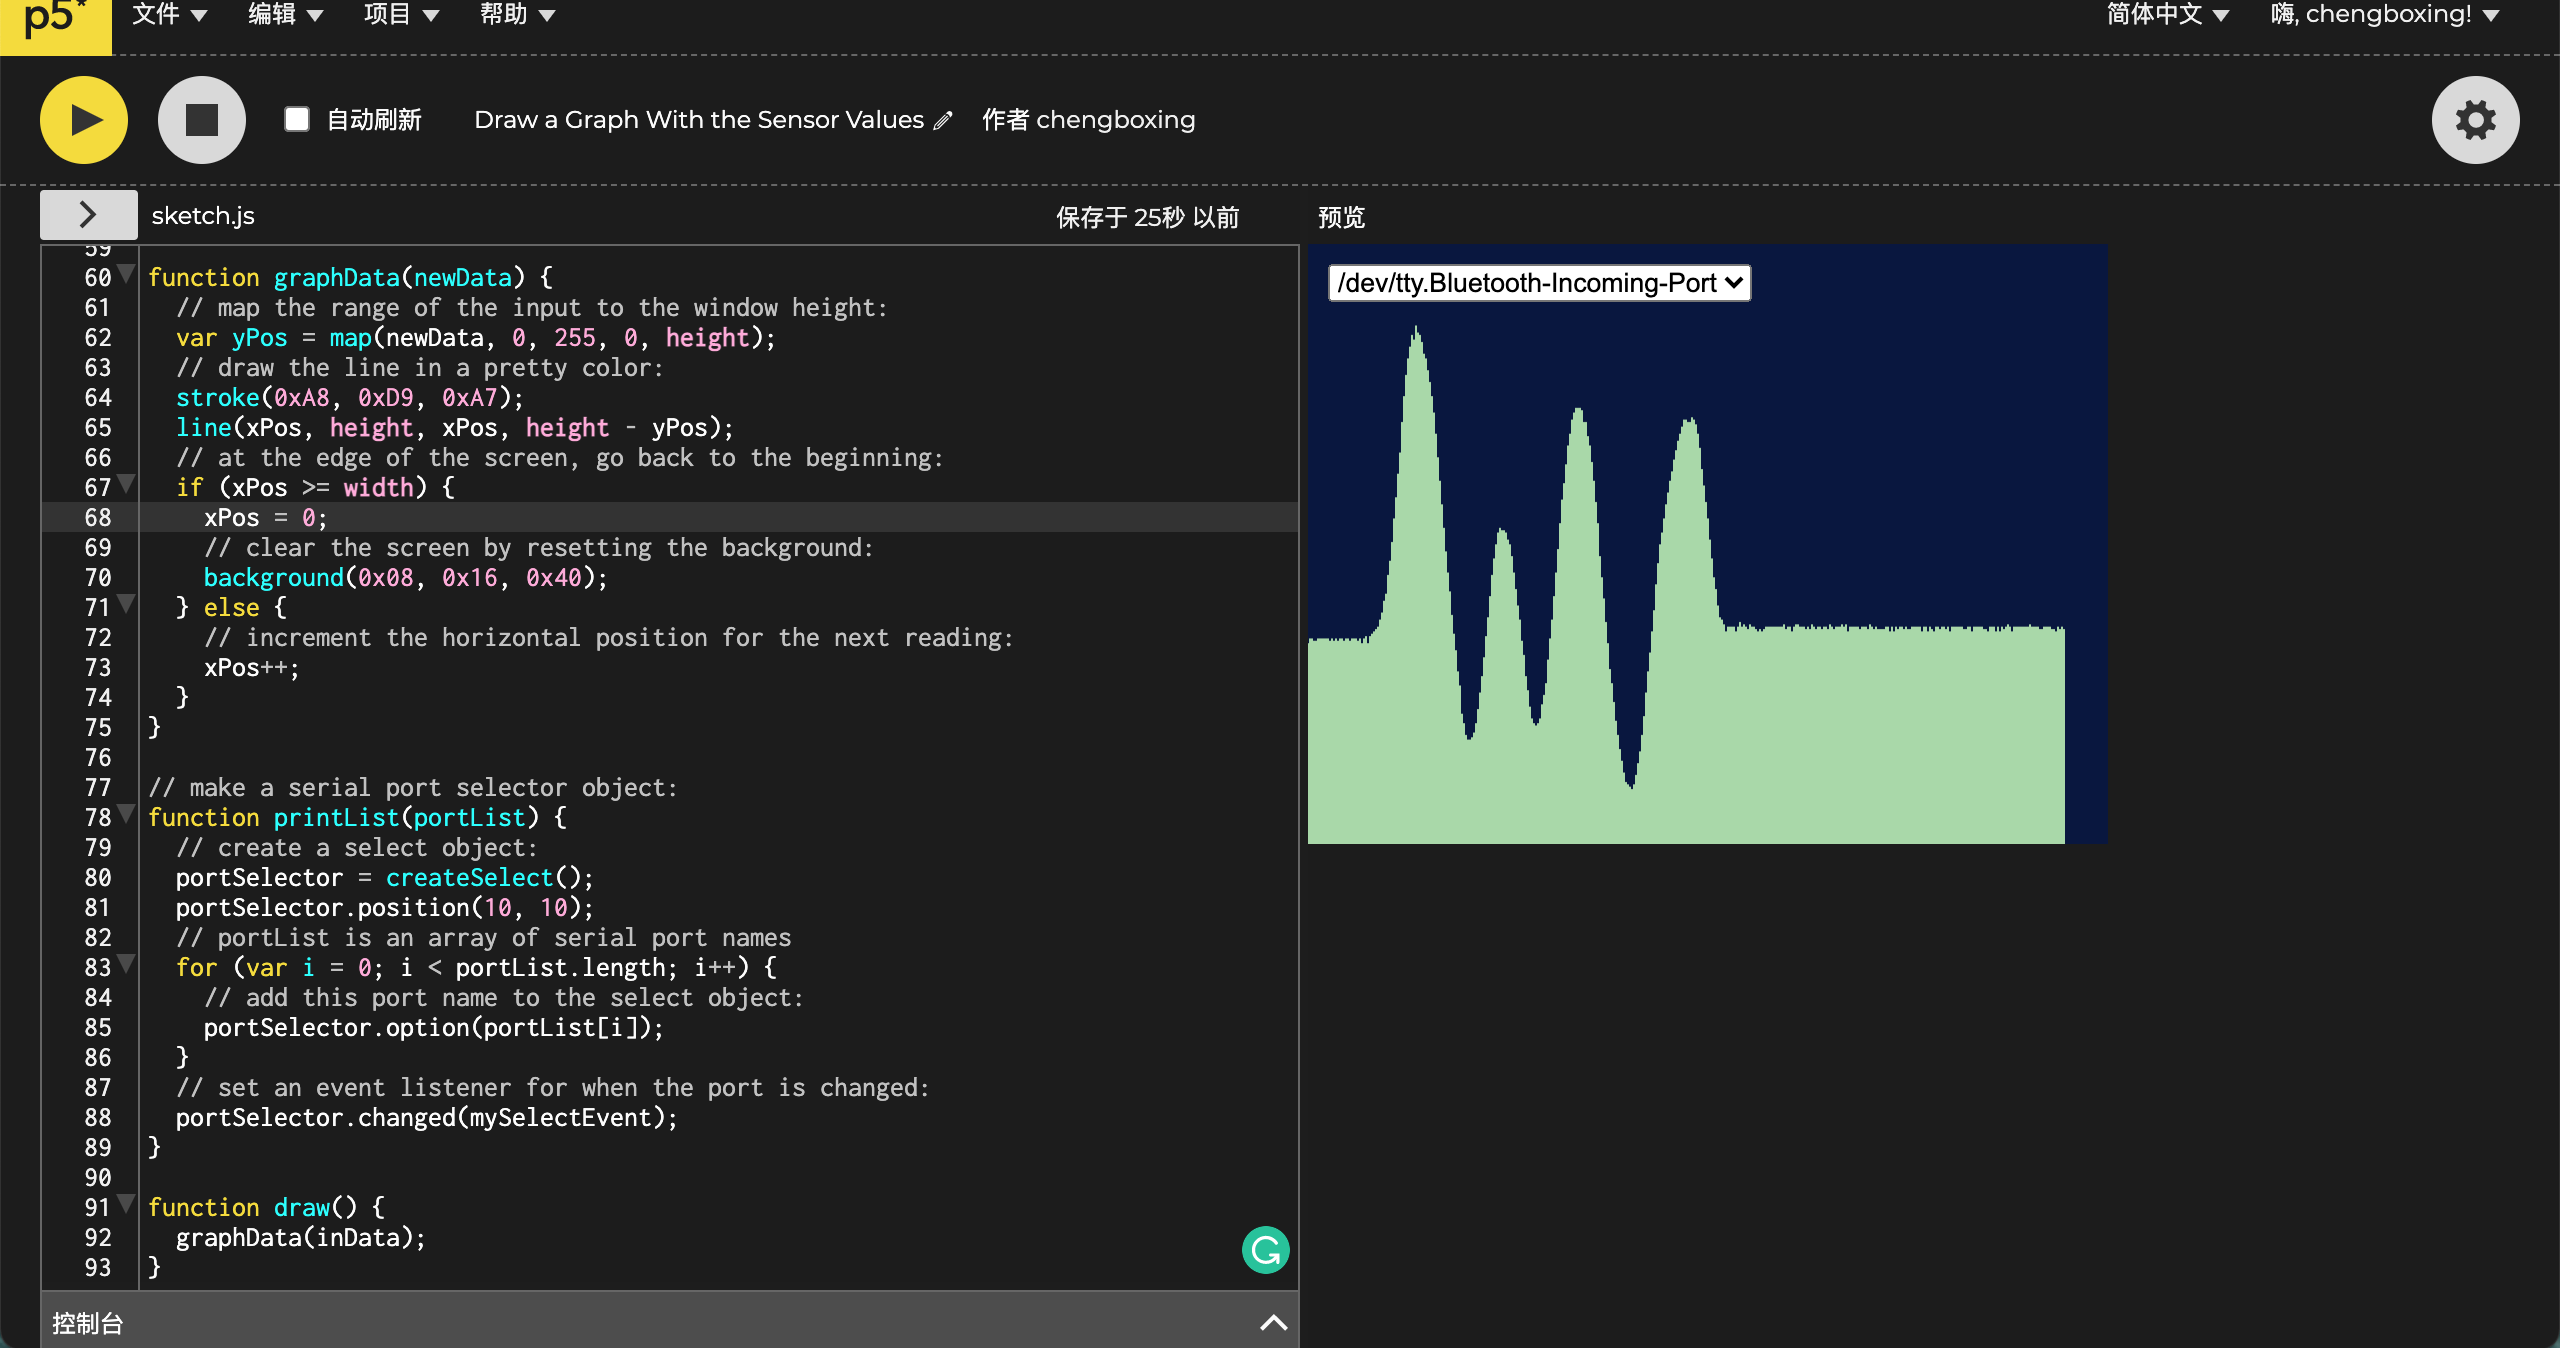 p5*
文件 编辑 项目 帮助 简体中文 嗨, chengboxing!
自动刷新 Draw a Graph With the Sensor Values 作者 chengboxing
sketch.js 保存于 25秒 以前 预览
/dev/tty.Bluetooth-Incoming-Port
59
60 function graphData(newData) {
61 // map the range of the input to the window height:
62 var yPos = map(newData, 0, 255, 0, height);
63 // draw the line in a pretty color:
64 stroke(0xA8, 0xD9, 0xA7);
65 line(xPos, height, xPos, height - yPos);
66 // at the edge of the screen, go back to the beginning:
67 if (xPos >= width) {
68 xPos = 0;
69 // clear the screen by resetting the background:
70 background(0x08, 0x16, 0x40);
71 } else {
72 // increment the horizontal position for the next reading:
73 xPos++;
74 }
75 }
76
77 // make a serial port selector object:
78 function printList(portList) {
79 // create a select object:
80 portSelector = createSelect();
81 portSelector.position(10, 10);
82 // portList is an array of serial port names
83 for (var i = 0; i < portList.length; i++) {
84 // add this port name to the select object:
85 portSelector.option(portList[i]);
86 }
87 // set an event listener for when the port is changed:
88 portSelector.changed(mySelectEvent);
89 }
90
91 function draw() {
92 graphData(inData);
93 }
控制台